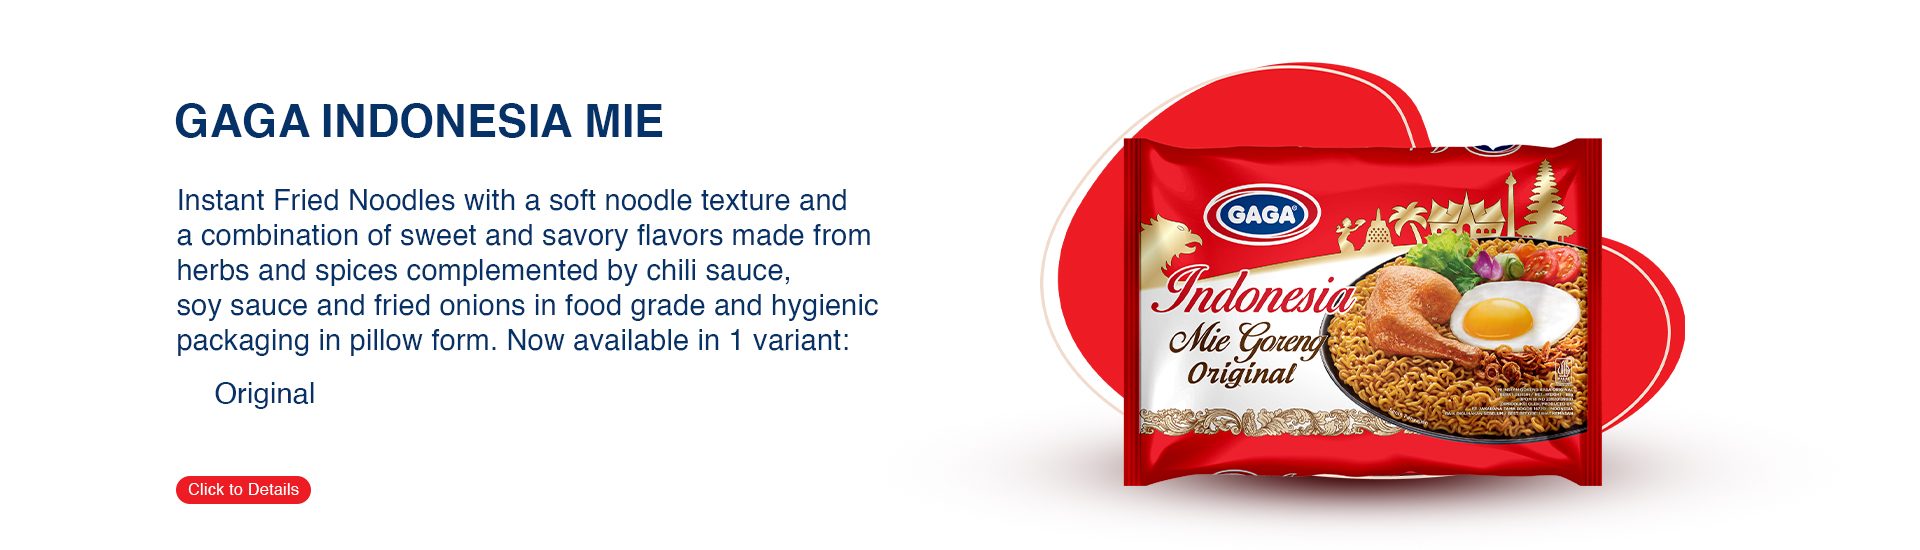 GAGA INDONESIA MIE
Instant Fried Noodles with a soft noodle texture and
a combination of sweet and savory flavors made from
herbs and spices complemented by chili sauce,
soy sauce and fried onions in food grade and hygienic
packaging in pillow form. Now available in 1 variant:
Original
Click to Details
GAGA
Indonesia
Mie Goreng
Original